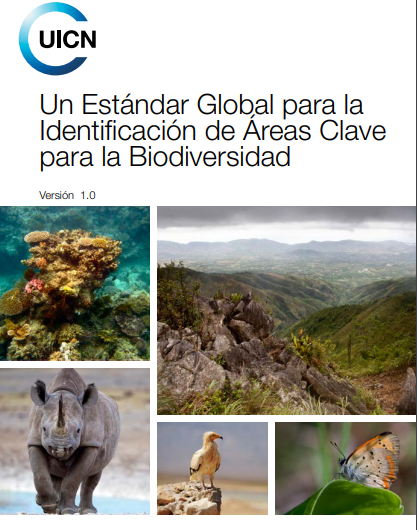 UICN
Un Estándar Global para la
Identificación de Áreas Clave
para la Biodiversidad
Versión 1.0